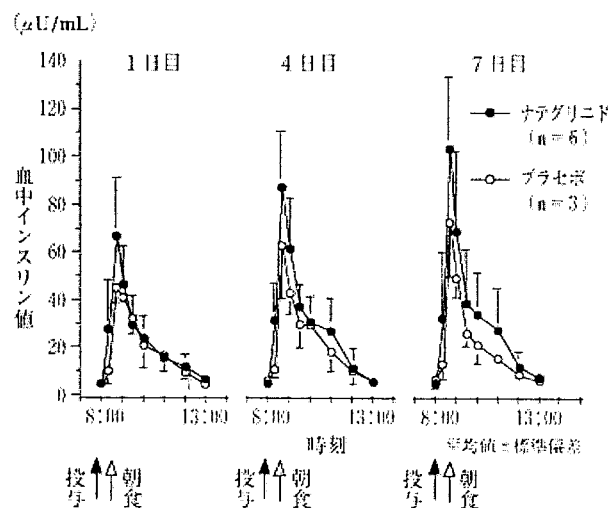 (μU/mL)
1日目
4日目
7日目
140
120
100
80
60
40
20
0
血中インスリン値
ナテグリニド
(n=6)
プラセボ
(n=3)
8:00
13:00
8:00
13:00
8:00
13:00
時刻
平均値±標準偏差
投与
朝食
投与
朝食
投与
朝食